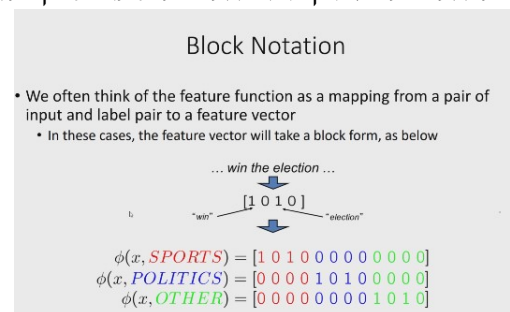 Block Notation
• We often think of the feature function as a mapping from a pair of
input and label pair to a feature vector
• In these cases, the feature vector will take a block form, as below
... win the election ...
[1 0 1 0 ]
"win"
"election"
ϕ(x, SPORTS) = [1 0 1 0 0 0 0 0 0 0 0 0]
ϕ(x, POLITICS) = [0 0 0 0 1 0 1 0 0 0 0 0]
ϕ(x, OTHER) = [0 0 0 0 0 0 0 0 1 0 1 0]